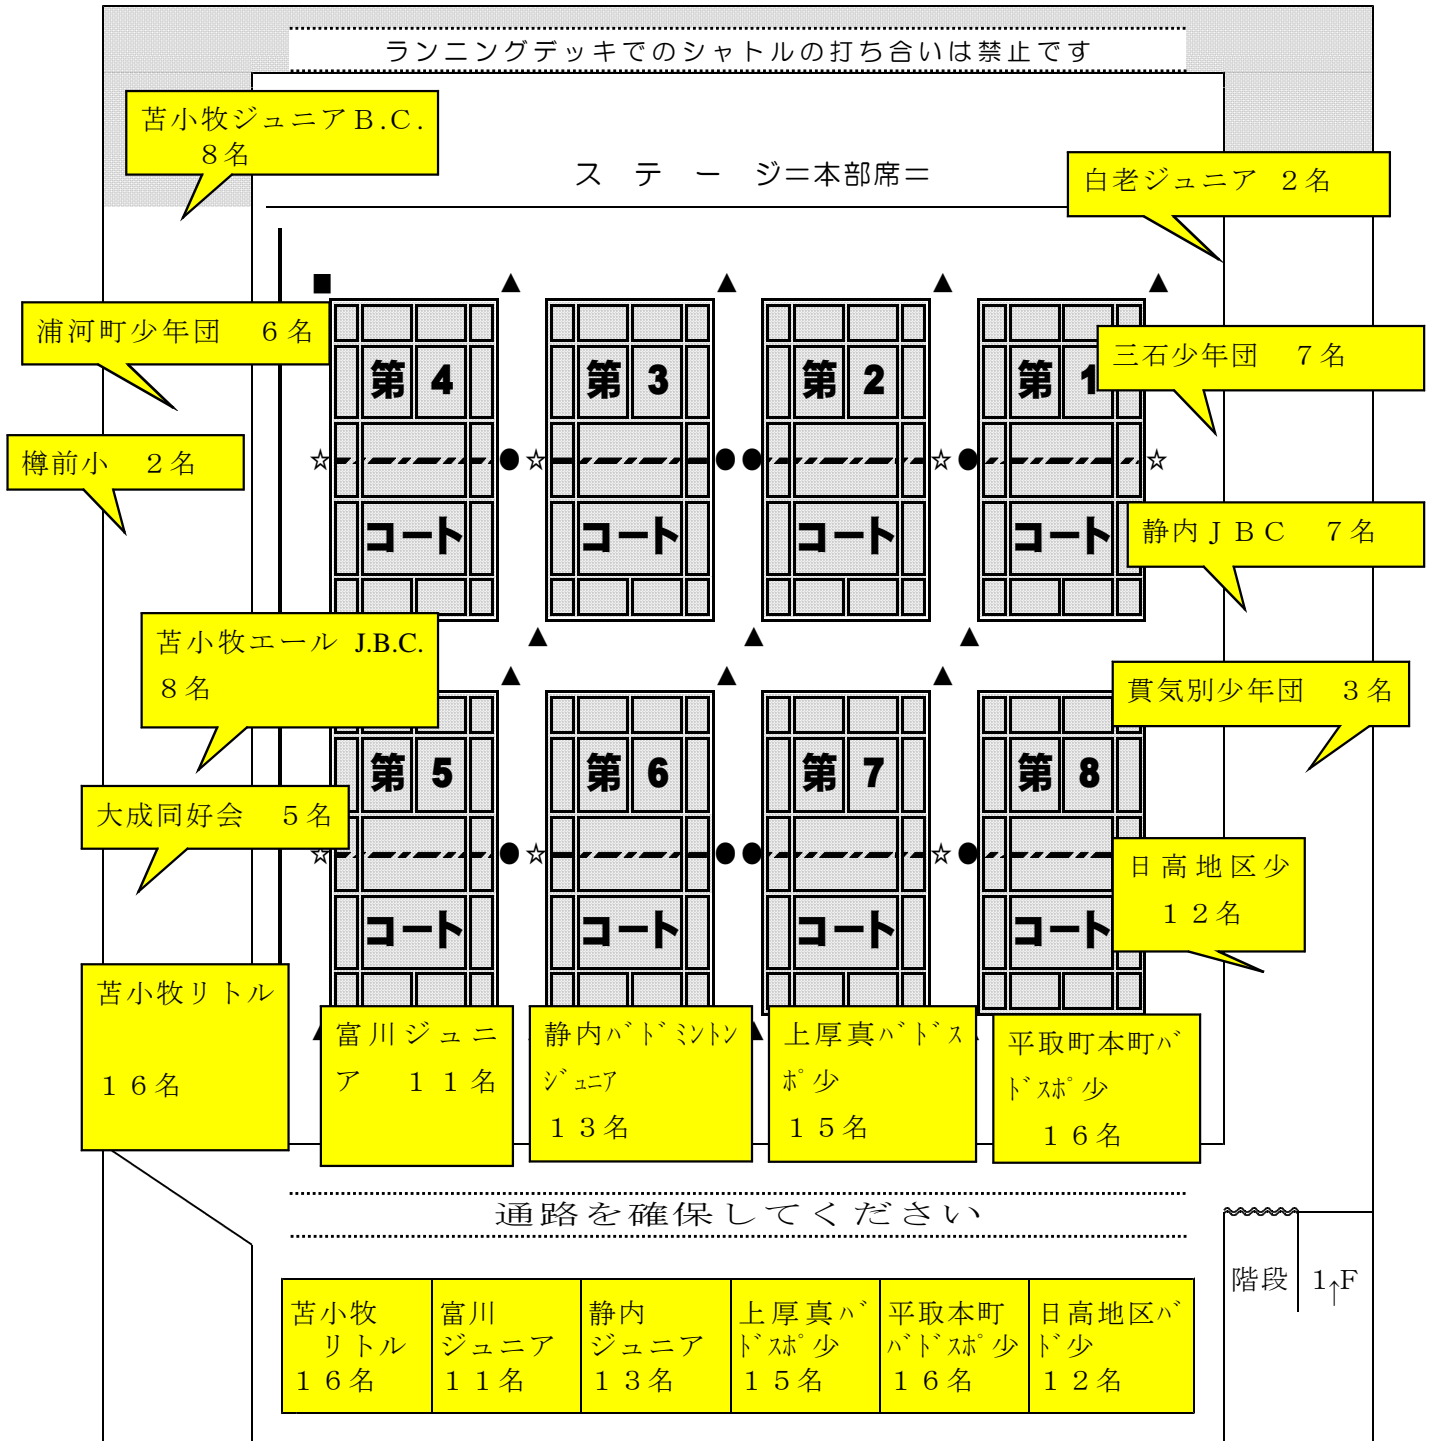 ランニングデッキでのシャトルの打ち合いは禁止です
苫小牧ジュニアＢ.Ｃ.
８名
ス　テ　ー　ジ＝本部席＝
白老ジュニア　２名
■ ▲ ▲ ▲ ▲
浦河町少年団　６名
三石少年団　７名
第 4
第 3
第 2
第 1
樽前小　２名
☆ ● ☆ ● ● ☆ ● ☆
コート
コート
コート
コート
静内ＪＢＣ　７名
▲ ▲ ▲
苫小牧エール J.B.C.
８名
▲ ▲ ▲
貫気別少年団　３名
第 5
第 6
第 7
第 8
大成同好会　５名
☆ ● ☆ ● ● ☆ ●
日高地区少
１２名
コート
コート
コート
コート
苫小牧リトル
１６名
富川ジュニ
ア　１１名
静内ﾊﾞﾄﾞﾐﾝﾄﾝ
ｼﾞｭﾆｱ
１３名
上厚真ﾊﾞﾄﾞｽ
ﾎﾟ少
１５名
平取町本町ﾊﾞ
ﾄﾞｽﾎﾟ少
１６名
通路を確保してください
階段
1↑F
苫小牧
リトル
１６名
富川
ジュニア
１１名
静内
ジュニア
１３名
上厚真ﾊﾞ
ﾄﾞｽﾎﾟ少
１５名
平取本町
ﾊﾞﾄﾞｽﾎﾟ少
１６名
日高地区ﾊﾞ
ﾄﾞ少
１２名